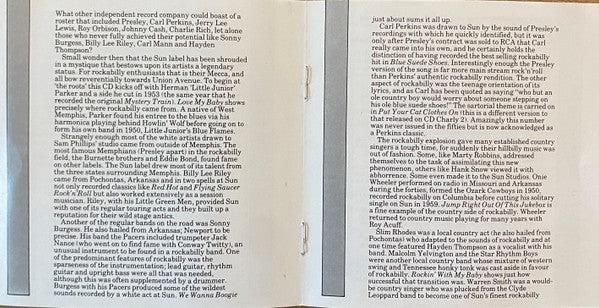 What other independent record company could boast of a
roster that included Presley, Carl Perkins, Jerry Lee
Lewis, Roy Orbison, Johnny Cash, Charlie Rich, let alone
those who never fully achieved their potential like Sonny
Burgess, Billy Lee Riley, Carl Mann and Hayden
Thompson?
Small wonder then that the Sun label has been shrouded
in a mystique that bestows upon its artists a legendary
status. For rockabilly enthusiasts that is their Mecca, and
all bow reverentially towards Union Avenue. To begin at
'the roots' this CD kicks off with Herman 'Little Junior'
Parker and a side he cut in 1953 (the same year that he
recorded the original Mystery Train). Love My Baby shows
precisely where rockabilly came from. A native of West
Memphis, Parker found his entree to the blues via his
harmonica playing behind Howlin' Wolf before going on to
form his own band in 1950, Little Junior's Blue Flames.
Strangely enough most of the white artists drawn to
Sam Phillips' studio came from outside of Memphis. The
most famous Memphians (Presley apart) in the rockabilly
field, the Burnette brothers and Eddie Bond, found fame
on other labels. The Sun label drew most of its talent from
the three states surrounding Memphis. Billy Lee Riley
came from Pochontas, Arkansas and in two spells at Sun
not only recorded classics like Red Hot and Flying Saucer
Rock'n'Roll but also worked extensively as a session
musician. Riley, with his Little Green Men, provided Sun
with one of its regular touring acts and they built up a
reputation for their wild stage antics.
Another of the regular bands on the road was Sonny
Burgess. He also hailed from Arkansas; Newport to be
precise. His band the Pacers included trumpeter Jack
Nance (who went on to find fame with Conway Twitty), an
unusual instrument to be found in a rockabilly band. One
of the predominant features of rockabilly was the
sparseness of the instrumentation; lead guitar, rhythm
guitar and upright bass were all that was needed,
although this was often supplemented by a drummer.
Burgess with his Pacers produced some of the wildest
sounds recorded by a white act at Sun. We Wanna Boogie
just about sums it all up.
Carl Perkins was drawn to Sun by the sound of Presley's
recordings with which he quickly identified, but it was
only after Presley's contract was sold to RCA that Carl
really came into his own, and he certainly holds the
distinction of having recorded the best selling rockabilly
hit in Blue Suede Shoes. Interestingly enough the Presley
version of the song is far more main stream rock'n'roll
than Perkins' authentic rockabilly rendition. The other
aspect of rockabilly was the teenage orientation of its
lyrics, and as Carl has been quoted as saying "who but an
ole country boy would worry about someone stepping on
his ole blue suede shoes!" The sartorial theme is carried on
in Put Your Cat Clothes On (this is a different version to
that released on CD Charly 2). Amazingly this number
was never issued in the fifties but is now acknowledged as
a Perkins classic.
The rockabilly explosion gave many established country
singers a tough time, for suddenly their hillbilly music was
out of fashion. Some, like Marty Robbins, addressed
themselves to the task of assimilating this new
phenomenon, others like Hank Snow viewed it with
abhorrence. Some even made it to the Sun Studios. Onie
Wheeler performed on radio in Missouri and Arkansas
during the forties, formed the Ozark Cowboys in 1950,
recorded rockabilly on Columbia before cutting his solitary
single on Sun in 1959. Jump Right Out Of This Jukebox is
a fine example of the country side of rockabilly. Wheeler
returned to country music playing for many years with
Roy Acuff.
Slim Rhodes was a local country act (he also hailed from
Pochontas) who adapted to the sounds of rockabilly and at
one time featured Hayden Thompson as a vocalist with his
band. Malcolm Yelvington and the Star Rhythm Boys
were another local country band whose mixture of western
swing and Tennessee honky tonk was cast aside in favour
of rockabilly. Rockin' With My Baby shows just how
successful that transition was. Warren Smith was a would-
be country singer who was plucked from the Clyde
Leoppard band to become one of Sun's finest rockabilly